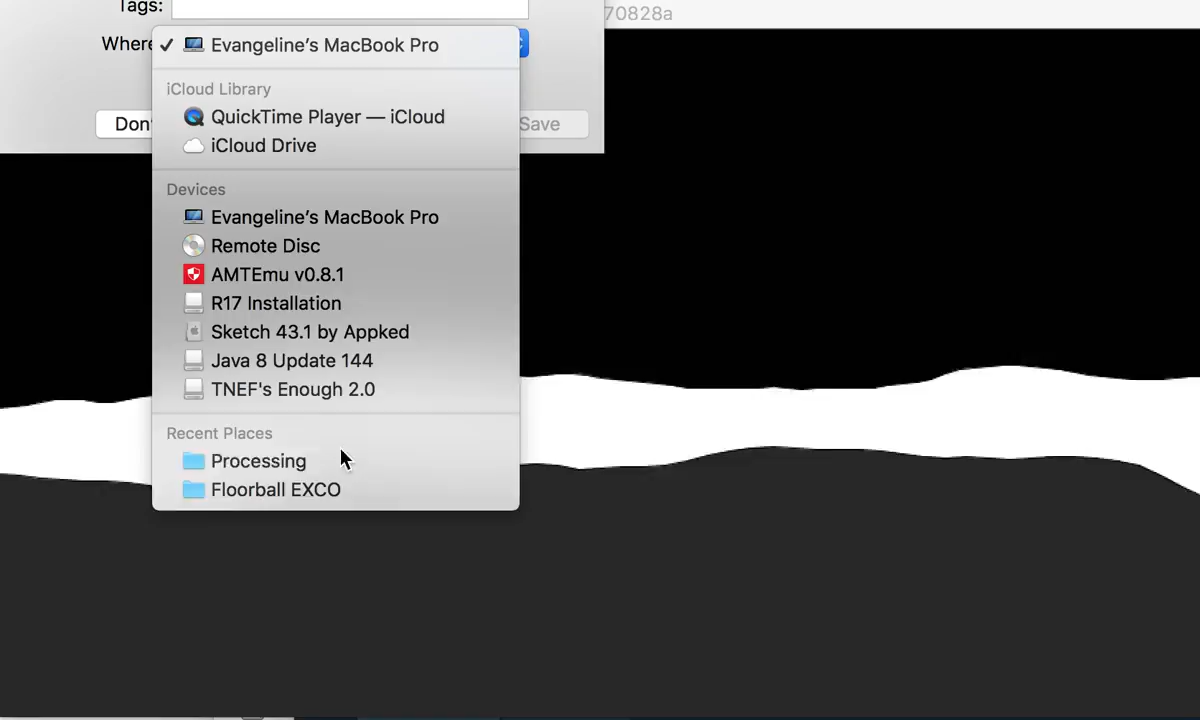 Tags:
70828a
Where
Evangeline’s MacBook Pro
iCloud Library
QuickTime Player — iCloud
Don'
Save
iCloud Drive
Devices
Evangeline’s MacBook Pro
Remote Disc
AMTEmu v0.8.1
R17 Installation
Sketch 43.1 by Appked
Java 8 Update 144
TNEF's Enough 2.0
Recent Places
Processing
Floorball EXCO